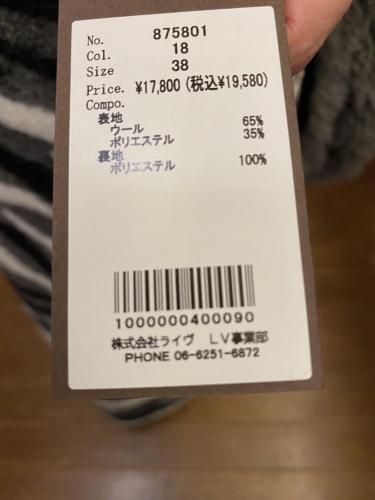 No. 875801
Col. 18
Size 38
Price. ¥17,800(税込¥19,580)
Compo.
表地
ウール 65%
ポリエステル 35%
裏地
ポリエステル 100%
1000000400090
株式会社ライヴ LV事業部
PHONE 06-6251-6872